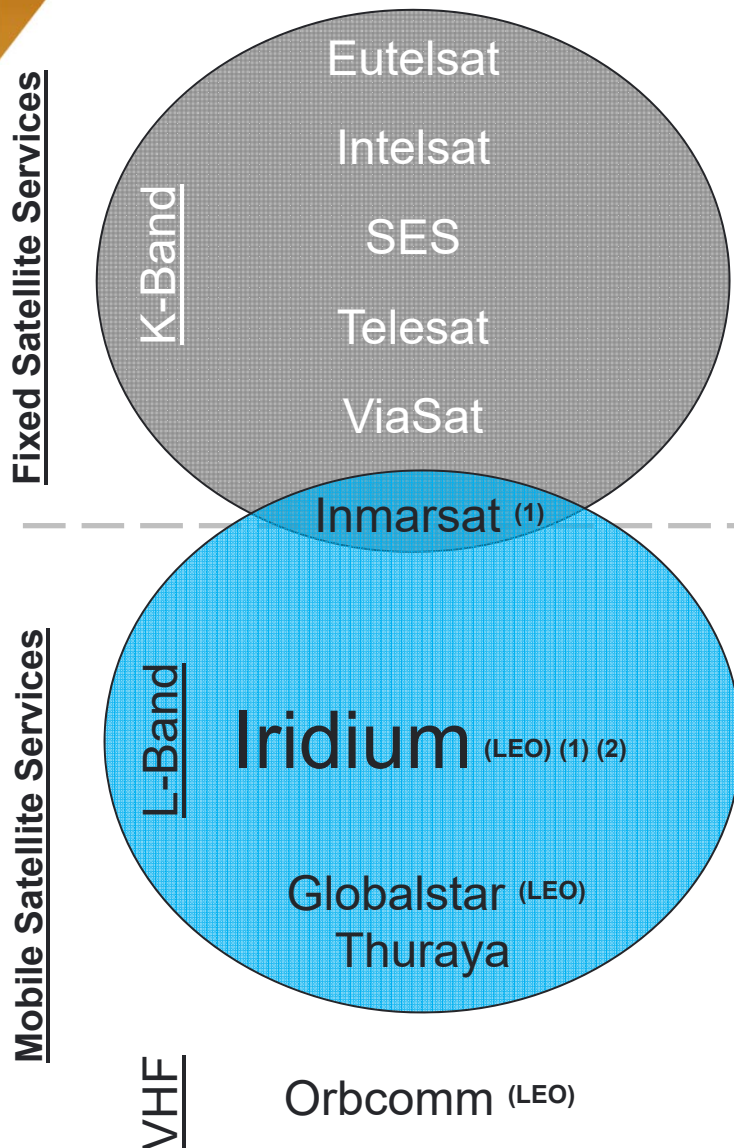 Fixed Satellite Services
K-Band
Eutelsat
Intelsat
SES
Telesat
ViaSat
Inmarsat (1)
Mobile Satellite Services
L-Band
Iridium (LEO) (1) (2)
Globalstar (LEO)
Thuraya
VHF
Orbcomm (LEO)